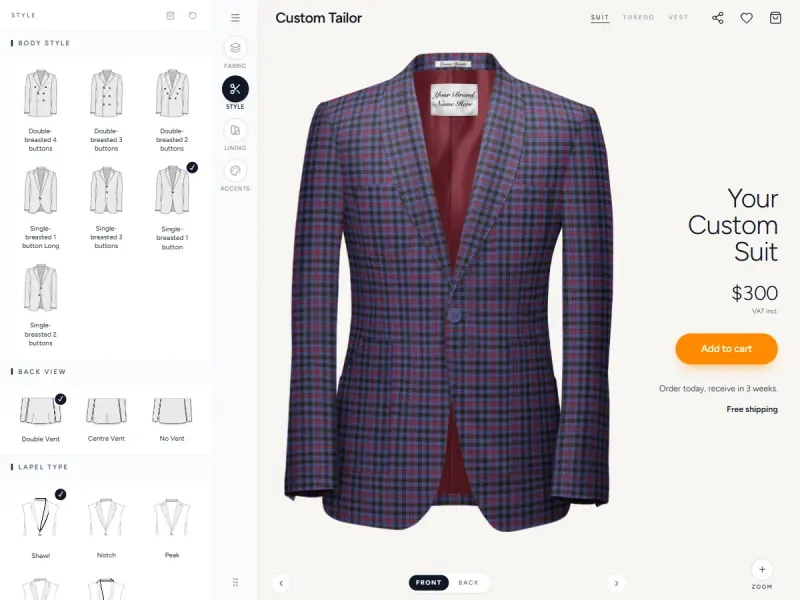 STYLE
BODY STYLE
Double-
breasted 4
buttons
Double-
breasted 3
buttons
Double-
breasted 2
buttons
Single-
breasted 1
button Long
Single-
breasted 3
buttons
Single-
breasted 1
button
Single-
breasted 2
buttons
BACK VIEW
Double Vent
Centre Vent
No Vent
LAPEL TYPE
Shawl
Notch
Peak
FABRIC
STYLE
LINING
ACCENTS
Custom Tailor
SUIT
TUXEDO
VEST
Your Brand
Name Here
Your
Custom
Suit
$300
VAT incl.
Add to cart
Order today, receive in 3 weeks.
Free shipping
FRONT
BACK
ZOOM